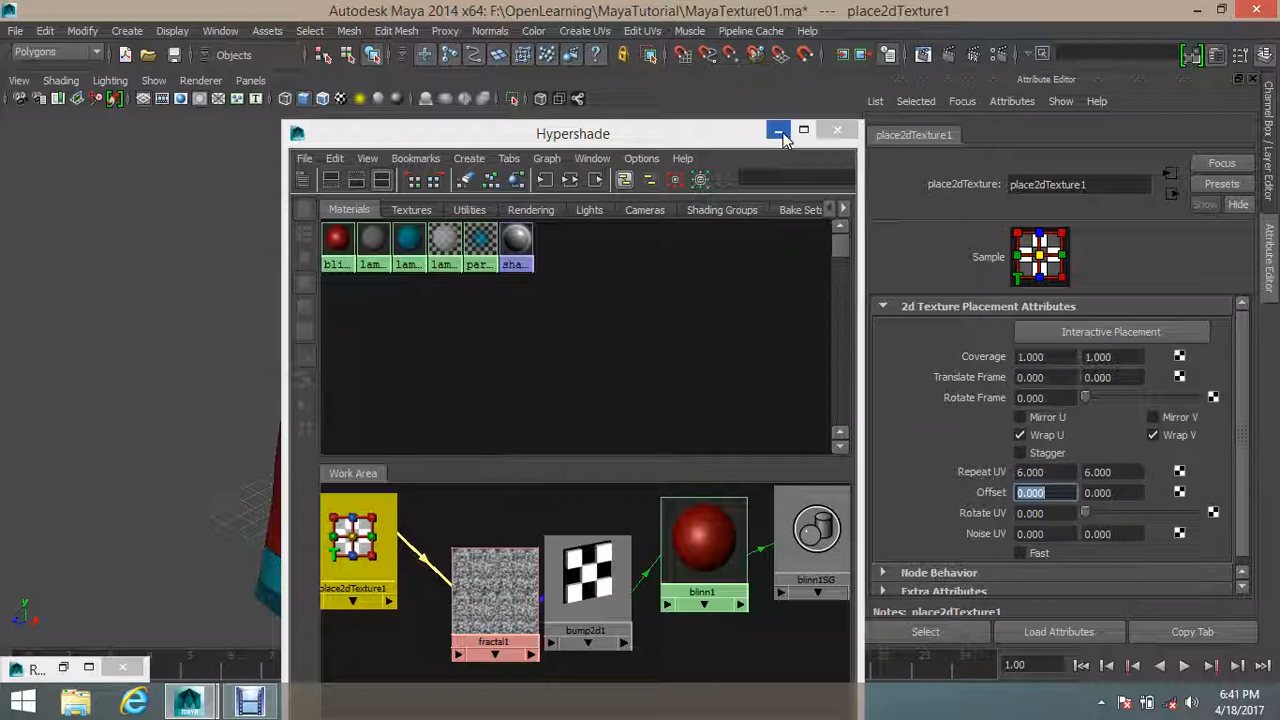 Autodesk Maya 2014 x64: F:\OpenLearning\MayaTutorial\MayaTexture01.ma* --- place2dTexture1
File Edit Modify Create Display Window Assets Select Mesh Edit Mesh Proxy Normals Color Create UVs Edit UVs Muscle Pipeline Cache Help
Polygons Objects
View Shading Lighting Show Renderer Panels
Attribute Editor
List Selected Focus Attributes Show Help
place2dTexture1
place2dTexture: place2dTexture1
Focus
Presets
Show Hide
Sample
2d Texture Placement Attributes
Interactive Placement
Coverage 1.000 1.000
Translate Frame 0.000 0.000
Rotate Frame 0.000
Mirror U Mirror V
Wrap U Wrap V
Stagger
Repeat UV 6.000 6.000
Offset 0.000 0.000
Rotate UV 0.000
Noise UV 0.000 0.000
Fast
Node Behavior
Extra Attributes
Notes: place2dTexture1
Select Load Attributes Copy Tab
Channel Box / Layer Editor
Attribute Editor
Hypershade
File Edit View Bookmarks Create Tabs Graph Window Options Help
Materials Textures Utilities Rendering Lights Cameras Shading Groups Bake Sets
bli... lam... lam... lam... par... sha...
Work Area
place2dTexture1
fractal1
bump2d1
blinn1
blinn1SG
y
R...
1.00
6:41 PM
4/18/2017